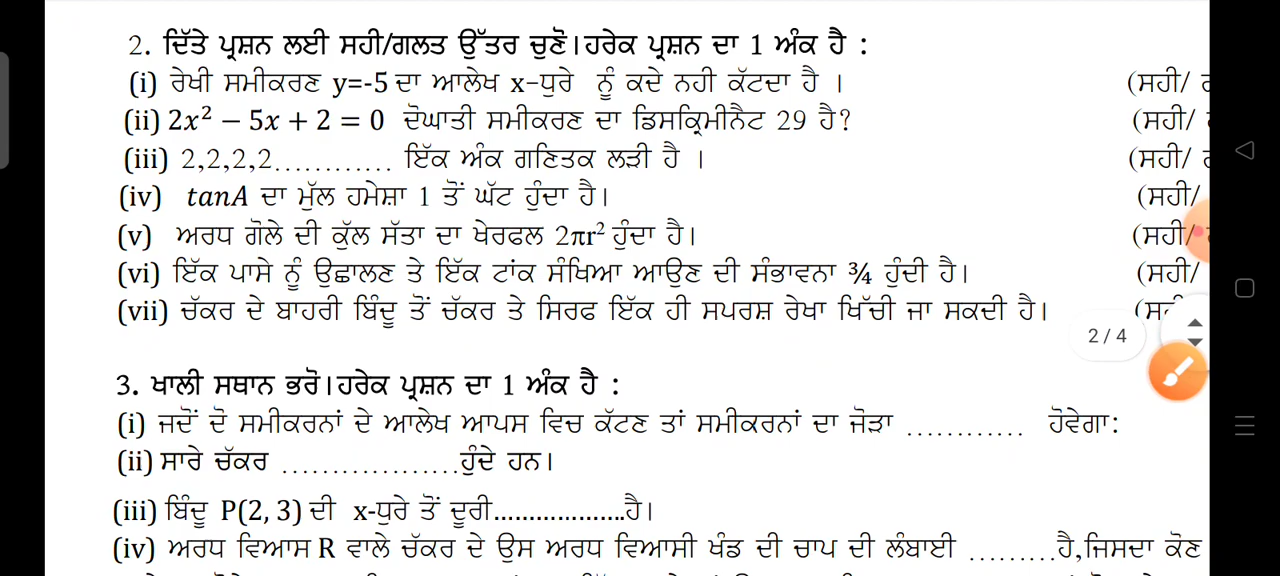 2. ਦਿੱਤੇ ਪ੍ਰਸ਼ਨ ਲਈ ਸਹੀ/ਗਲਤ ਉੱਤਰ ਚੁਣੋ।ਹਰੇਕ ਪ੍ਰਸ਼ਨ ਦਾ 1 ਅੰਕ ਹੈ :
(i) ਰੇਖੀ ਸਮੀਕਰਣ y=-5 ਦਾ ਆਲੇਖ x-ਧੁਰੇ ਨੂੰ ਕਦੇ ਨਹੀ ਕੱਟਦਾ ਹੈ । (ਸਹੀ/
(ii) 2x² − 5x + 2 = 0 ਦੋਘਾਤੀ ਸਮੀਕਰਣ ਦਾ ਡਿਸਕ੍ਰਿਮੀਨੈਟ 29 ਹੈ? (ਸਹੀ/
(iii) 2,2,2,2............ ਇੱਕ ਅੰਕ ਗਣਿਤਕ ਲੜੀ ਹੈ । (ਸਹੀ/
(iv) tanA ਦਾ ਮੁੱਲ ਹਮੇਸ਼ਾ 1 ਤੋਂ ਘੱਟ ਹੁੰਦਾ ਹੈ। (ਸਹੀ/
(v) ਅਰਧ ਗੋਲੇ ਦੀ ਕੁੱਲ ਸੱਤਾ ਦਾ ਖੇਰਫਲ 2πr² ਹੁੰਦਾ ਹੈ। (ਸਹੀ/
(vi) ਇੱਕ ਪਾਸੇ ਨੂੰ ਉਛਾਲਣ ਤੇ ਇੱਕ ਟਾਂਕ ਸੰਖਿਆ ਆਉਣ ਦੀ ਸੰਭਾਵਨਾ ¾ ਹੁੰਦੀ ਹੈ। (ਸਹੀ/
(vii) ਚੱਕਰ ਦੇ ਬਾਹਰੀ ਬਿੰਦੂ ਤੋਂ ਚੱਕਰ ਤੇ ਸਿਰਫ ਇੱਕ ਹੀ ਸਪਰਸ਼ ਰੇਖਾ ਖਿੱਚੀ ਜਾ ਸਕਦੀ ਹੈ।
2/4
3. ਖਾਲੀ ਸਥਾਨ ਭਰੋ।ਹਰੇਕ ਪ੍ਰਸ਼ਨ ਦਾ 1 ਅੰਕ ਹੈ :
(i) ਜਦੋਂ ਦੋ ਸਮੀਕਰਨਾਂ ਦੇ ਆਲੇਖ ਆਪਸ ਵਿਚ ਕੱਟਣ ਤਾਂ ਸਮੀਕਰਨਾਂ ਦਾ ਜੋੜਾ ............ ਹੋਵੇਗਾ:
(ii) ਸਾਰੇ ਚੱਕਰ ..................ਹੁੰਦੇ ਹਨ।
(iii) ਬਿੰਦੂ P(2, 3) ਦੀ x-ਧੁਰੇ ਤੋਂ ਦੂਰੀ....................ਹੈ।
(iv) ਅਰਧ ਵਿਆਸ R ਵਾਲੇ ਚੱਕਰ ਦੇ ਉਸ ਅਰਧ ਵਿਆਸੀ ਖੰਡ ਦੀ ਚਾਪ ਦੀ ਲੰਬਾਈ .........ਹੈ,ਜਿਸਦਾ ਕੋਣ